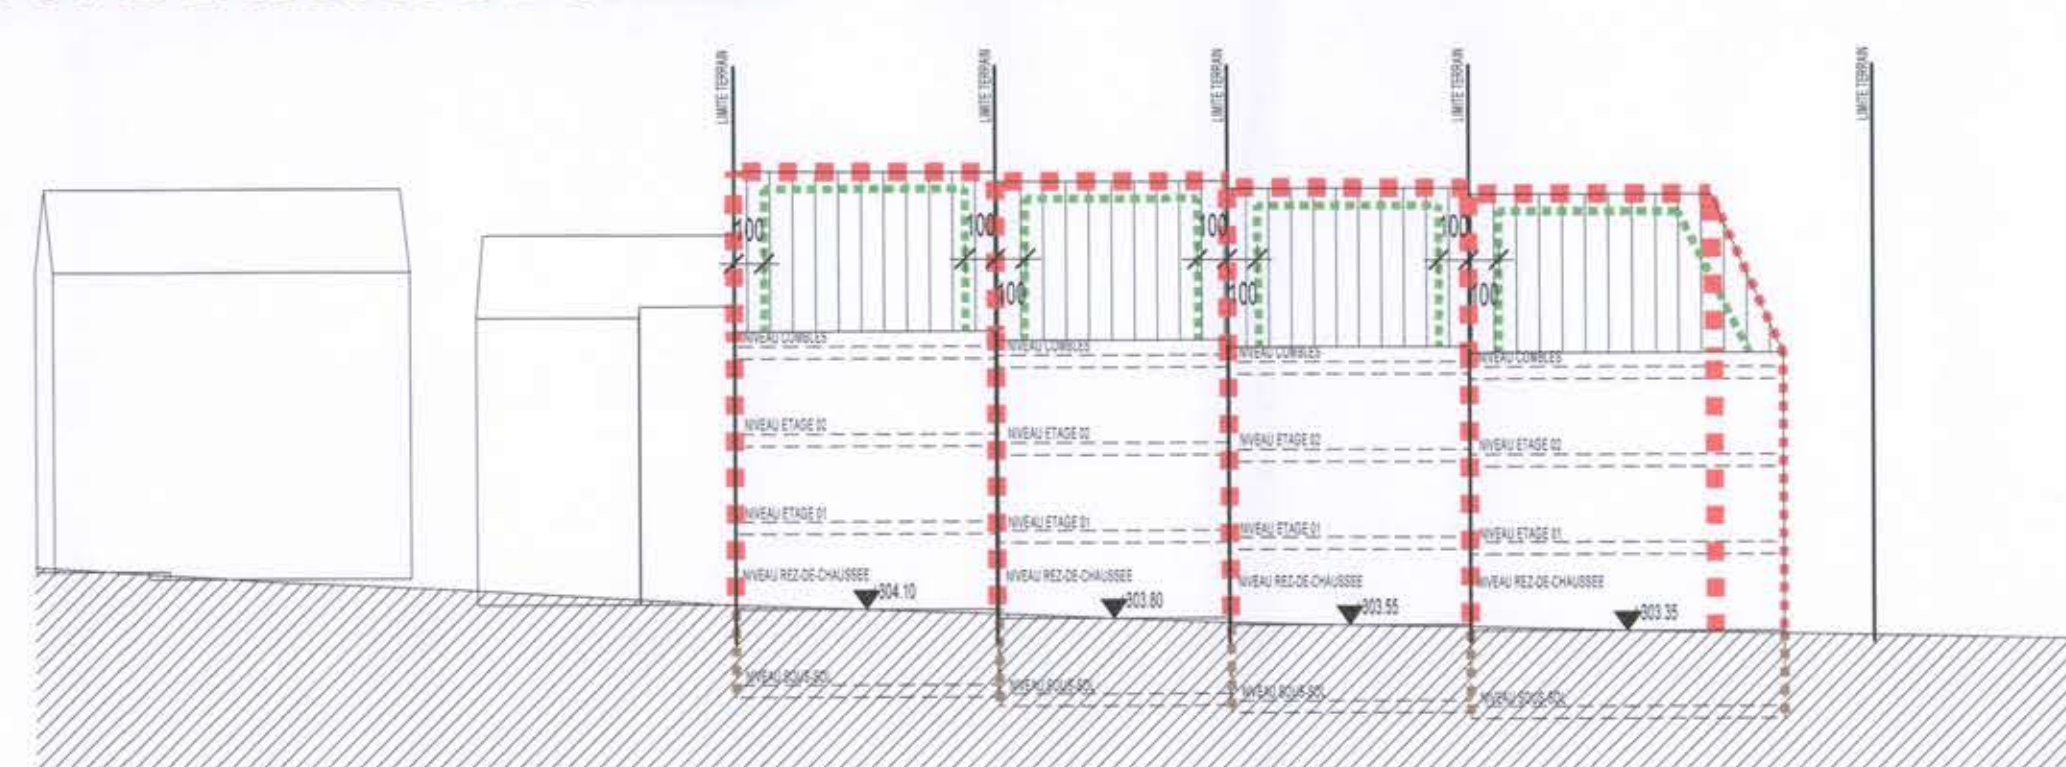 LIMITE TERRAIN
LIMITE TERRAIN
LIMITE TERRAIN
LIMITE TERRAIN
LIMITE TERRAIN
100
100
100
100
100
100
100
NIVEAU COMBLES
NIVEAU COMBLES
NIVEAU COMBLES
NIVEAU COMBLES
NIVEAU ETAGE 02
NIVEAU ETAGE 02
NIVEAU ETAGE 02
NIVEAU ETAGE 02
NIVEAU ETAGE 01
NIVEAU ETAGE 01
NIVEAU ETAGE 01
NIVEAU ETAGE 01
NIVEAU REZ-DE-CHAUSSEE
NIVEAU REZ-DE-CHAUSSEE
NIVEAU REZ-DE-CHAUSSEE
NIVEAU REZ-DE-CHAUSSEE
304.10
303.80
303.55
303.35
NIVEAU SOUS-SOL
NIVEAU SOUS-SOL
NIVEAU SOUS-SOL
NIVEAU SOUS-SOL